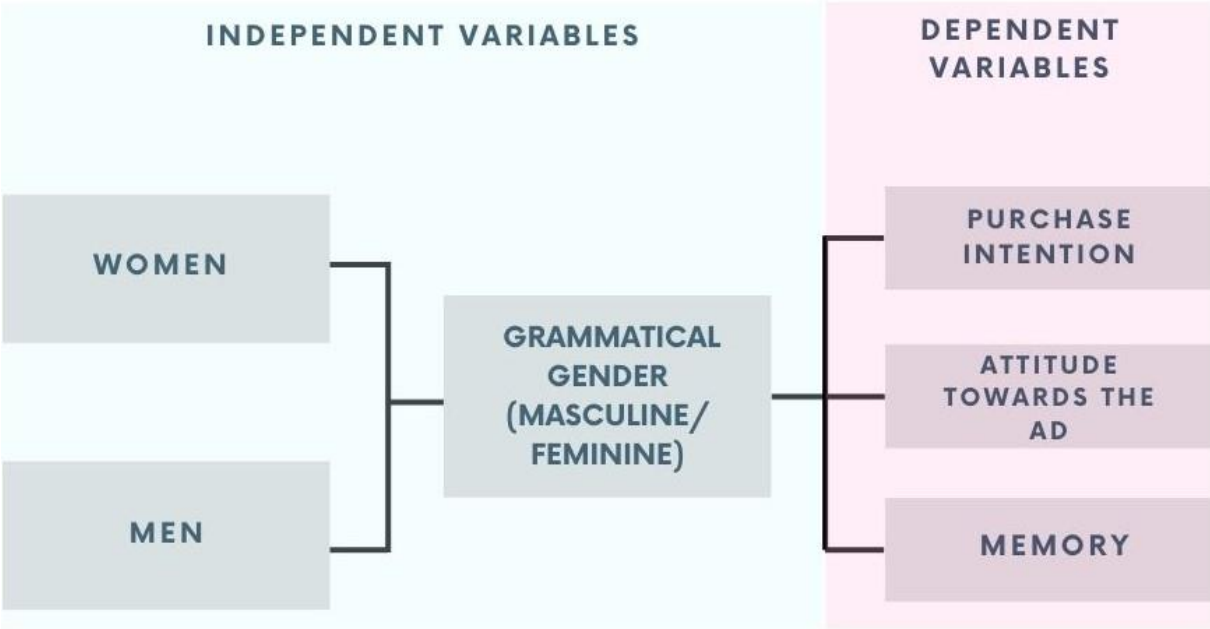 INDEPENDENT VARIABLES
DEPENDENT
VARIABLES
WOMEN
MEN
GRAMMATICAL
GENDER
(MASCULINE/
FEMININE)
PURCHASE
INTENTION
ATTITUDE
TOWARDS THE
AD
MEMORY